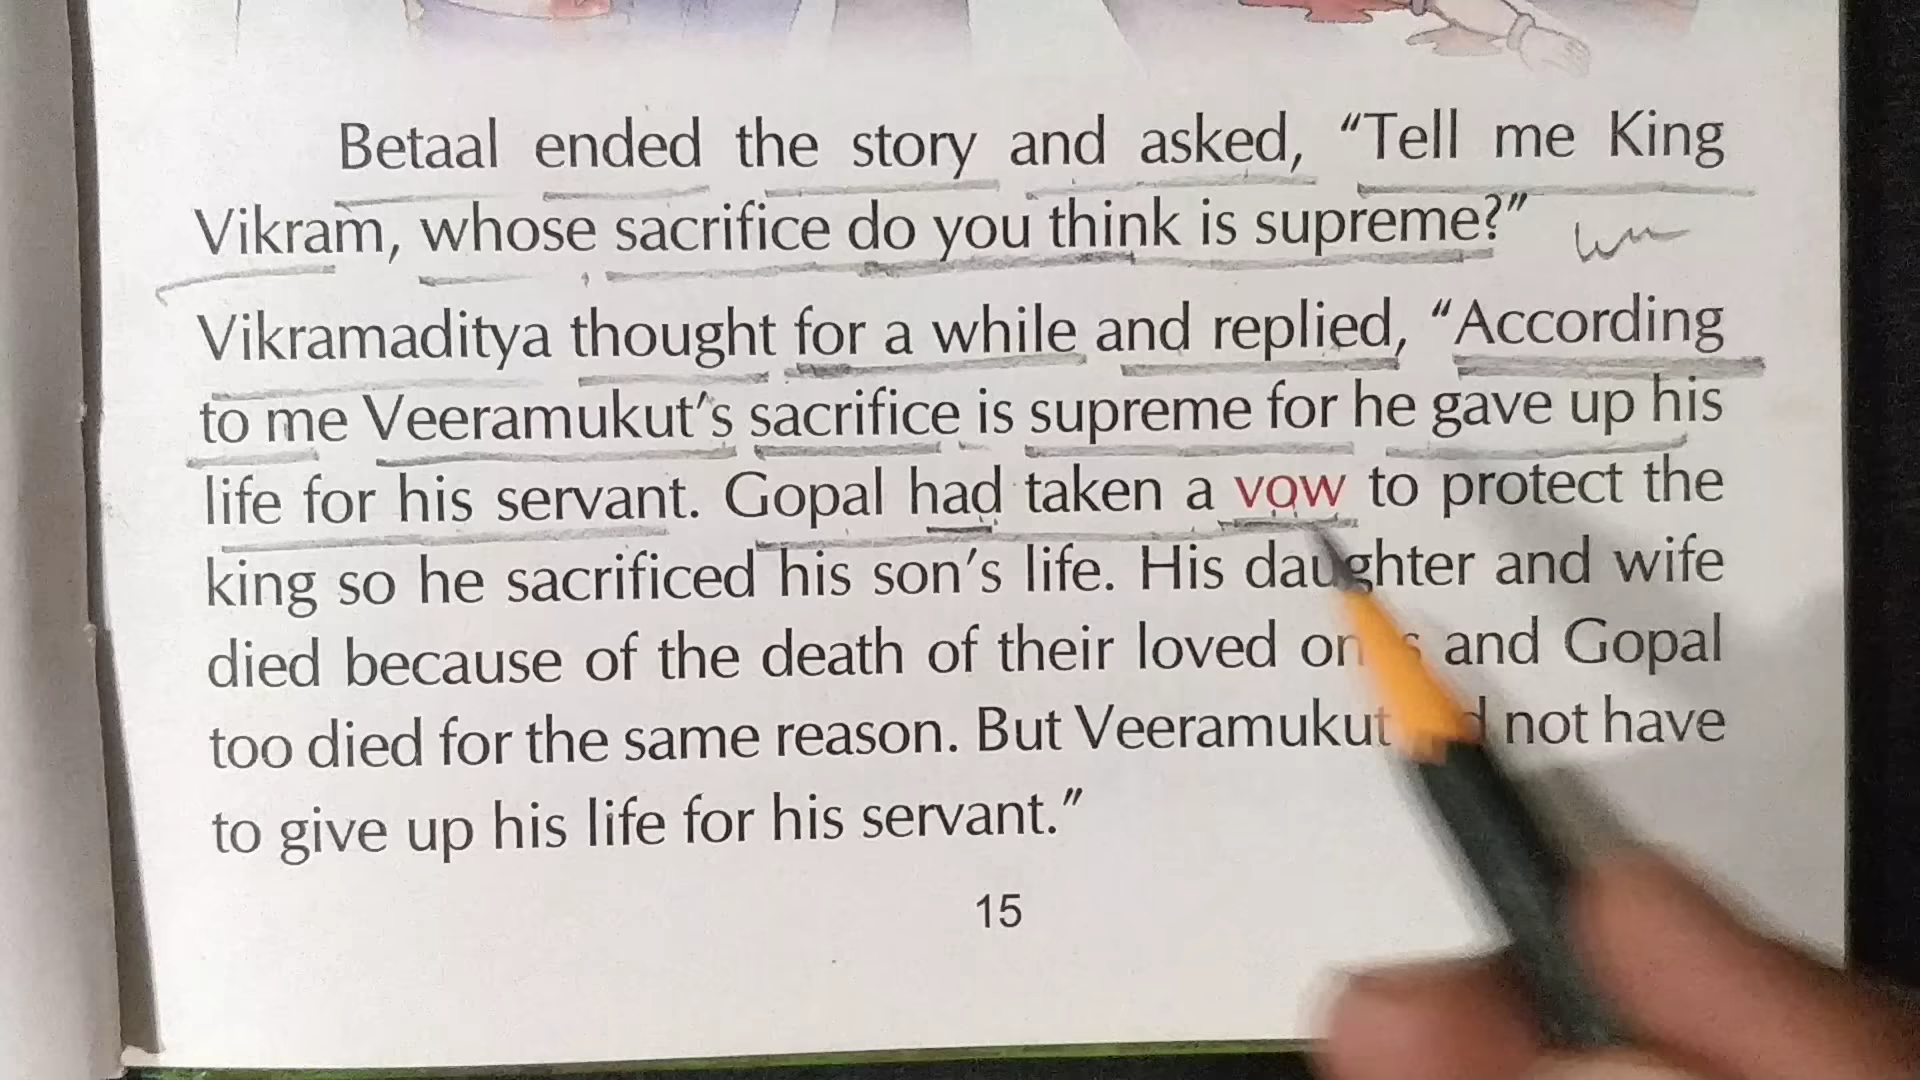 Betaal ended the story and asked, “Tell me King
Vikram, whose sacrifice do you think is supreme?”
Vikramaditya thought for a while and replied, “According
to me Veeramukut’s sacrifice is supreme for he gave up his
life for his servant. Gopal had taken a vow to protect the
king so he sacrificed his son’s life. His daughter and wife
died because of the death of their loved and Gopal
too died for the same reason. But Veeramukut not have
to give up his life for his servant.”
15